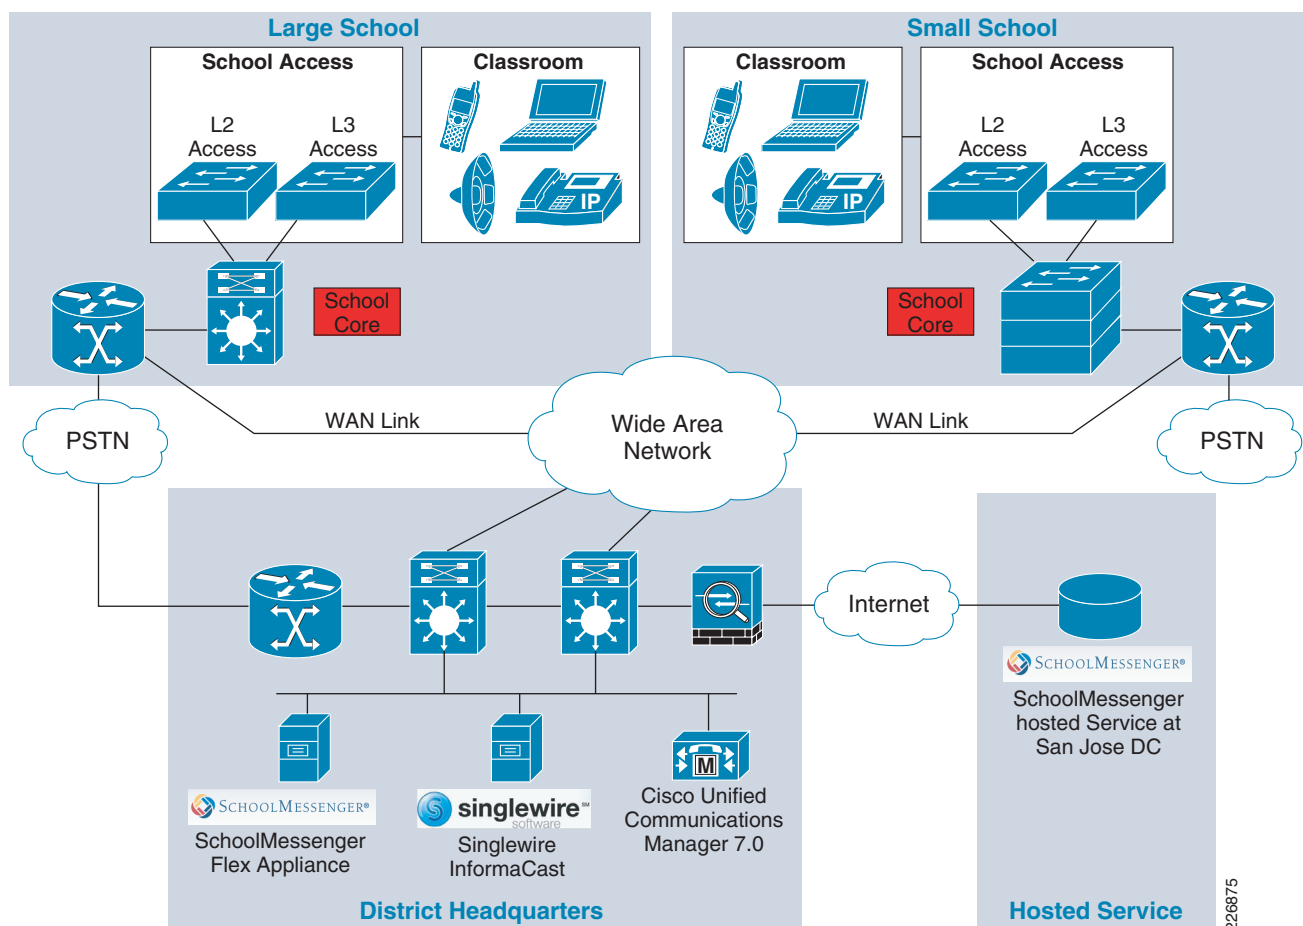 Large School
School Access
Classroom
L2
Access
L3
Access
IP
School
Core
Small School
Classroom
School Access
IP
L2
Access
L3
Access
School
Core
PSTN
WAN Link
Wide Area
Network
WAN Link
PSTN
Internet
SCHOOLMESSENGER®
SchoolMessenger
hosted Service at
San Jose DC
M
SCHOOLMESSENGER®
SchoolMessenger
Flex Appliance
singlewire℠
software
Singlewire
InformaCast
Cisco Unified
Communications
Manager 7.0
District Headquarters
Hosted Service
226875